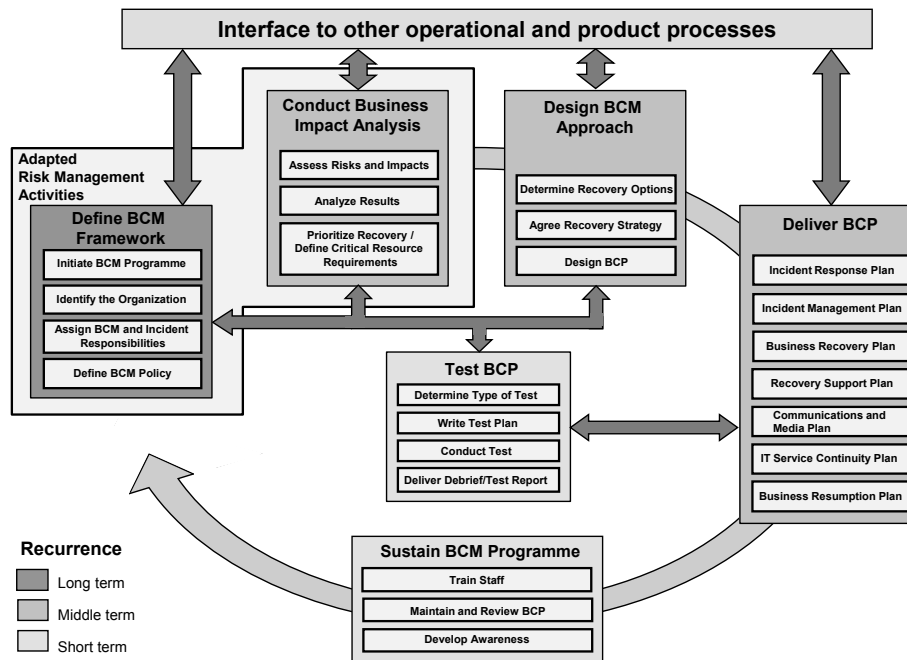 Interface to other operational and product processes
Adapted
Risk Management
Activities
Define BCM
Framework
Initiate BCM Programme
Identify the Organization
Assign BCM and Incident
Responsibilities
Define BCM Policy
Conduct Business
Impact Analysis
Assess Risks and Impacts
Analyze Results
Prioritize Recovery /
Define Critical Resource
Requirements
Design BCM
Approach
Determine Recovery Options
Agree Recovery Strategy
Design BCP
Deliver BCP
Incident Response Plan
Incident Management Plan
Business Recovery Plan
Recovery Support Plan
Communications and
Media Plan
IT Service Continuity Plan
Business Resumption Plan
Test BCP
Determine Type of Test
Write Test Plan
Conduct Test
Deliver Debrief/Test Report
Sustain BCM Programme
Train Staff
Maintain and Review BCP
Develop Awareness
Recurrence
Long term
Middle term
Short term